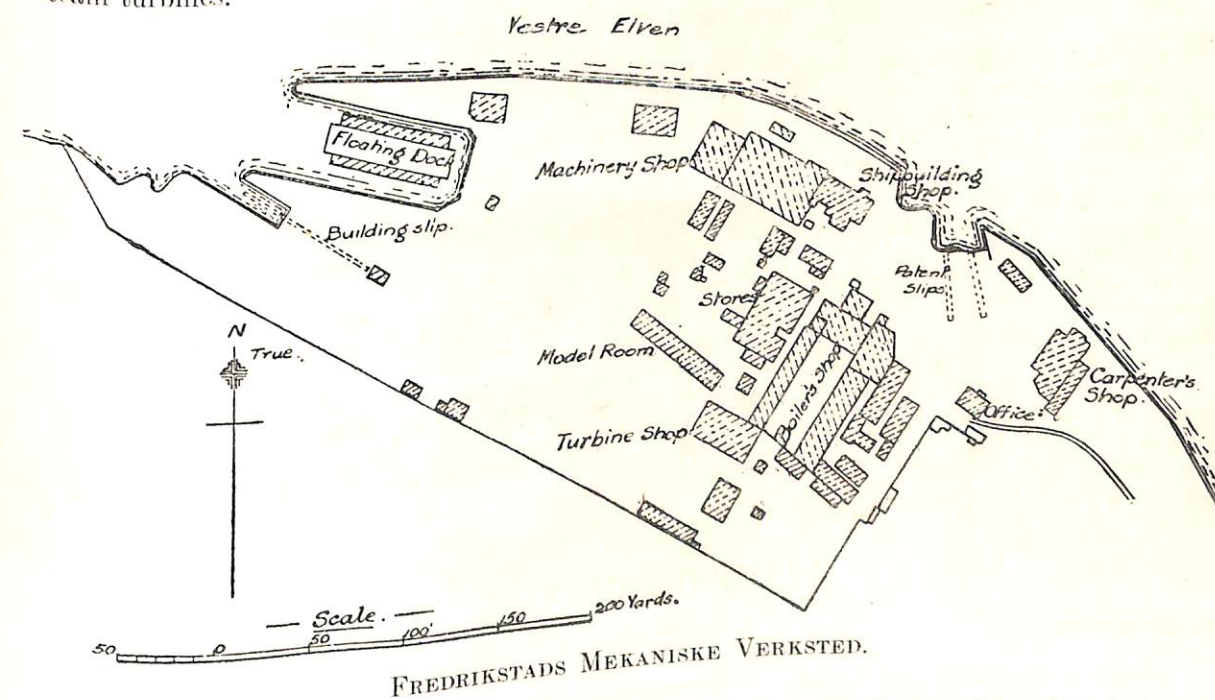 turbines.
Vestre Elven
Floating Dock
Machinery Shop
Shipbuilding
Shop.
Building slip.
Patent
Slips
Stores
N
True.
Model Room
Boiler's Shop
Carpenter's
Shop.
Office.
Turbine Shop
Scale.
50 0 50 100 150 200 Yards.
FREDRIKSTADS MEKANISKE VERKSTED.